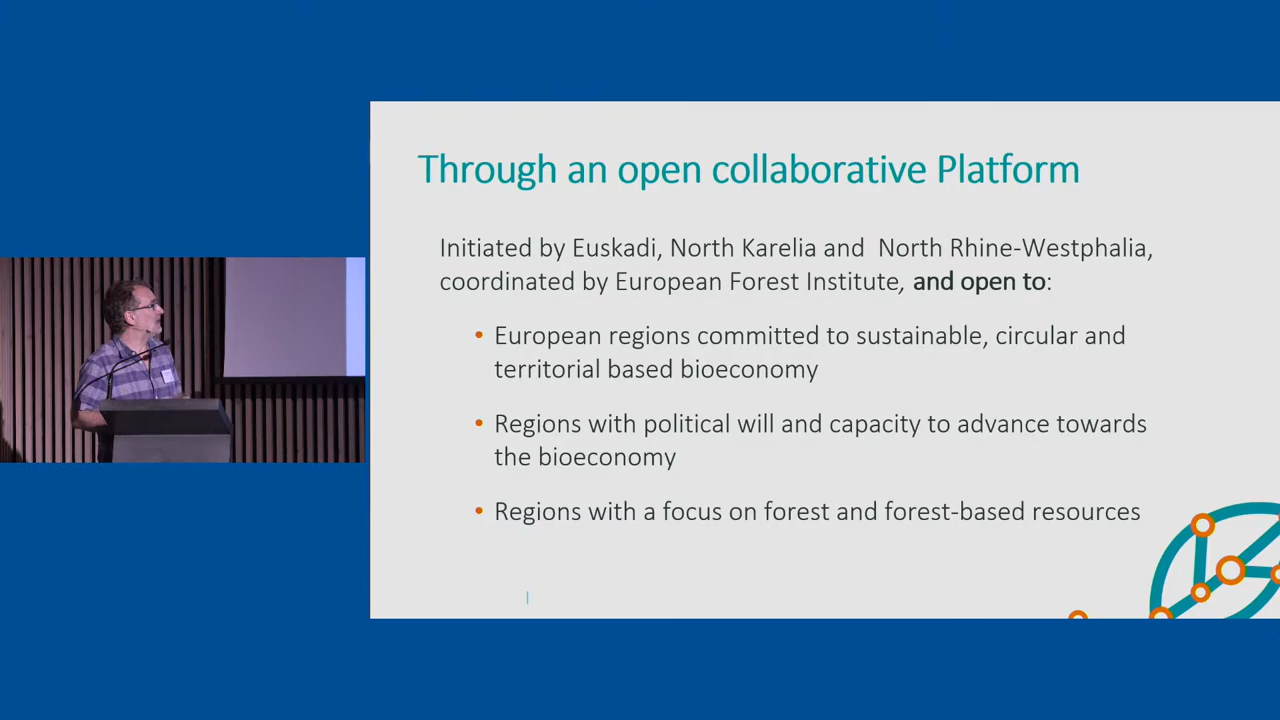 Through an open collaborative Platform
Initiated by Euskadi, North Karelia and North Rhine-Westphalia,
coordinated by European Forest Institute, and open to:
• European regions committed to sustainable, circular and
territorial based bioeconomy
• Regions with political will and capacity to advance towards
the bioeconomy
• Regions with a focus on forest and forest-based resources